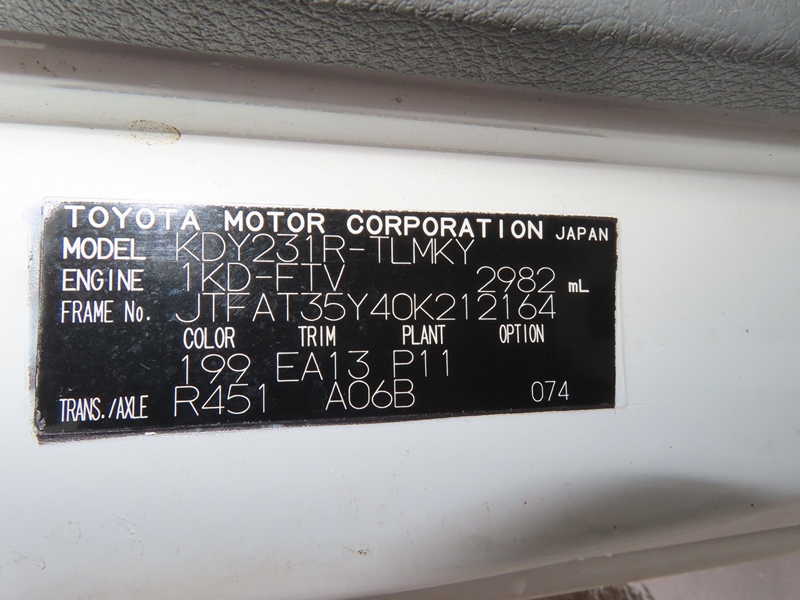 TOYOTA MOTOR CORPORATION JAPAN
MODEL KDY231R-TLMKY
ENGINE 1KD-FTV 2982 mL
FRAME No. JTFAT35Y40K212164
COLOR TRIM PLANT OPTION
199 EA13 P11
TRANS./AXLE R451 A06B 074